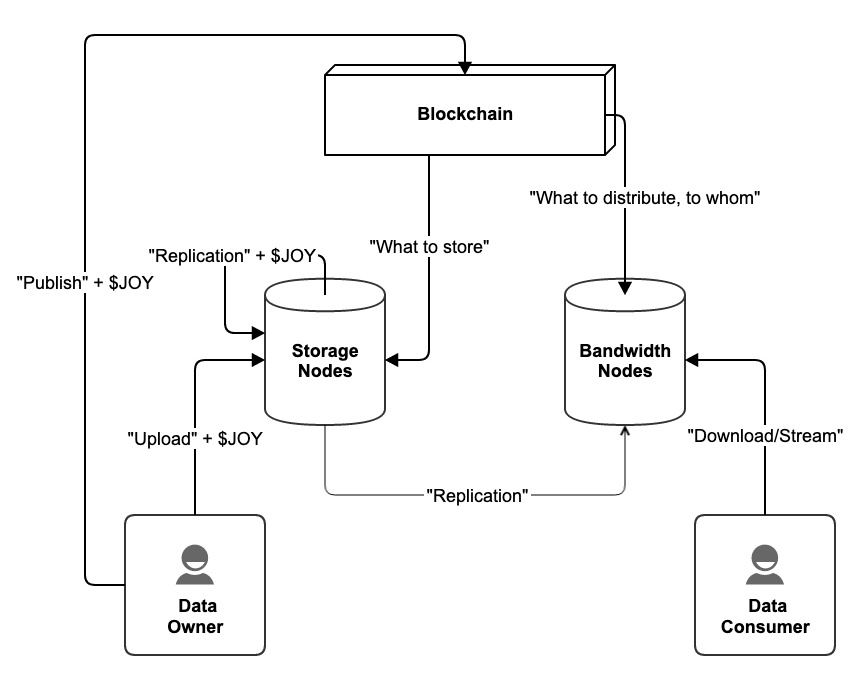 Blockchain
"What to distribute, to whom"
"What to store"
"Replication" + $JOY
"Publish" + $JOY
Storage
Nodes
Bandwidth
Nodes
"Upload" + $JOY
"Download/Stream"
"Replication"
Data
Owner
Data
Consumer